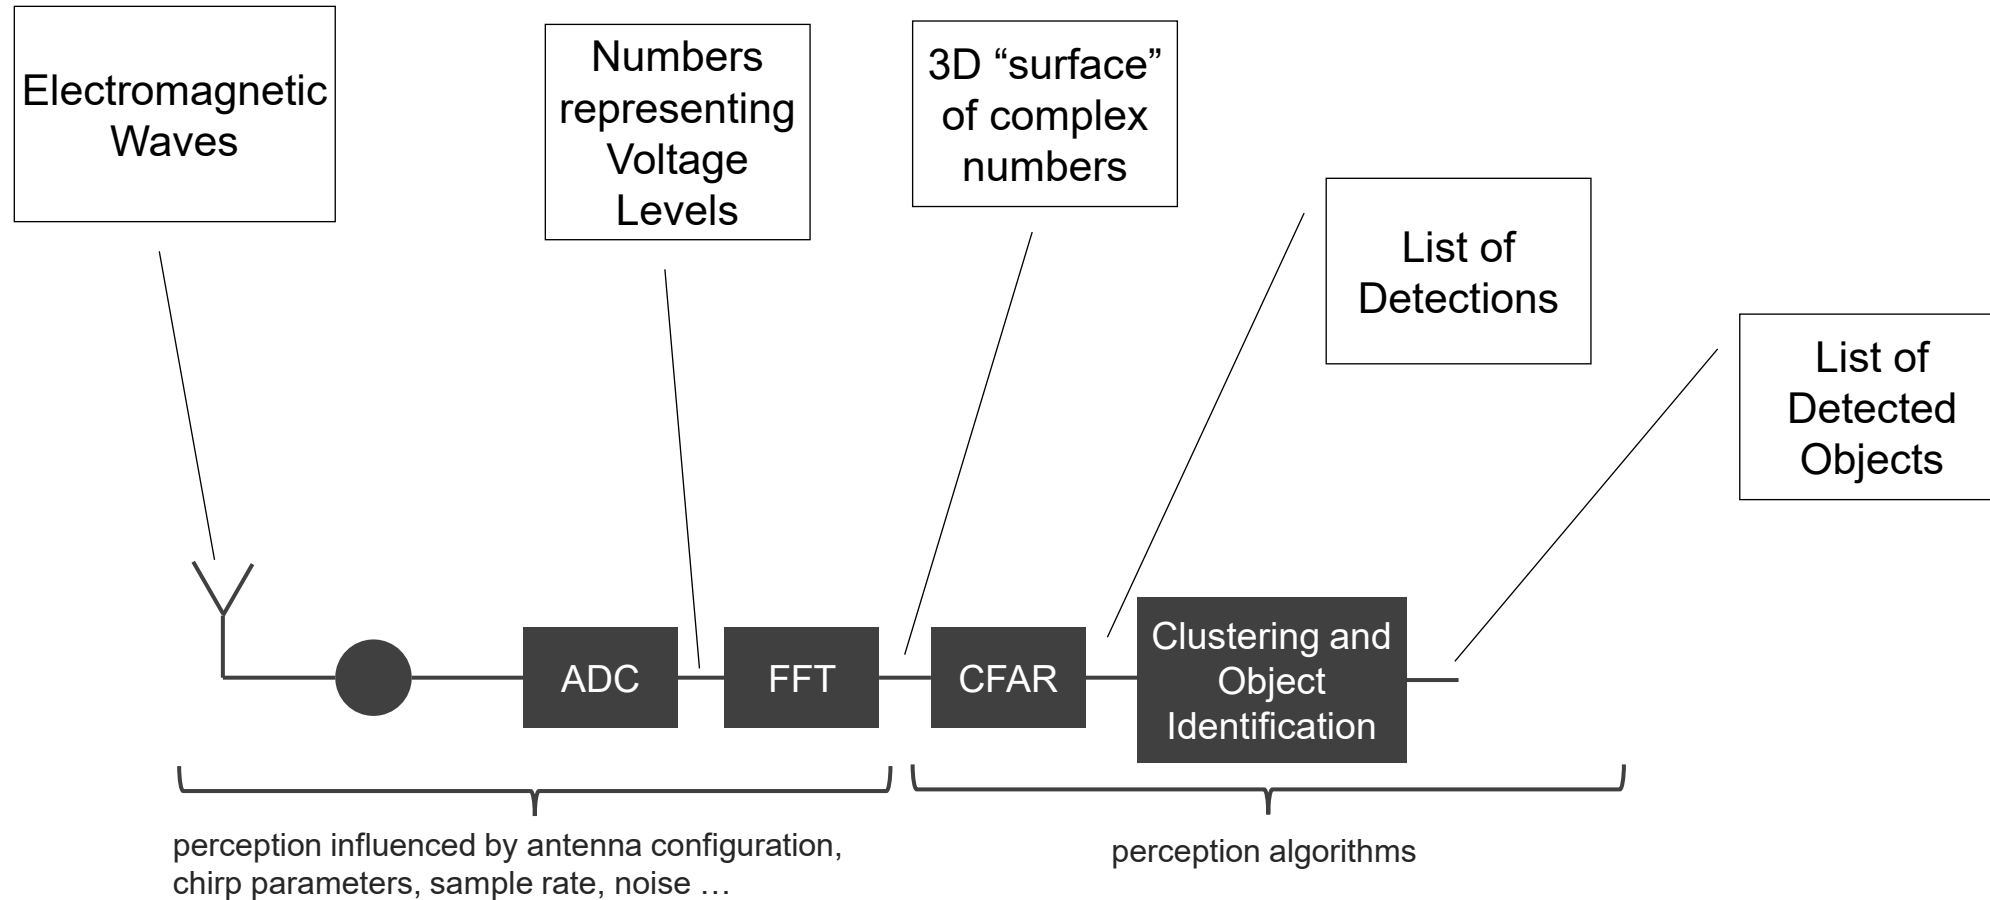 Electromagnetic
Waves
Numbers
representing
Voltage
Levels
3D “surface”
of complex
numbers
List of
Detections
List of
Detected
Objects
ADC
FFT
CFAR
Clustering and
Object
Identification
perception influenced by antenna configuration,
chirp parameters, sample rate, noise …
perception algorithms